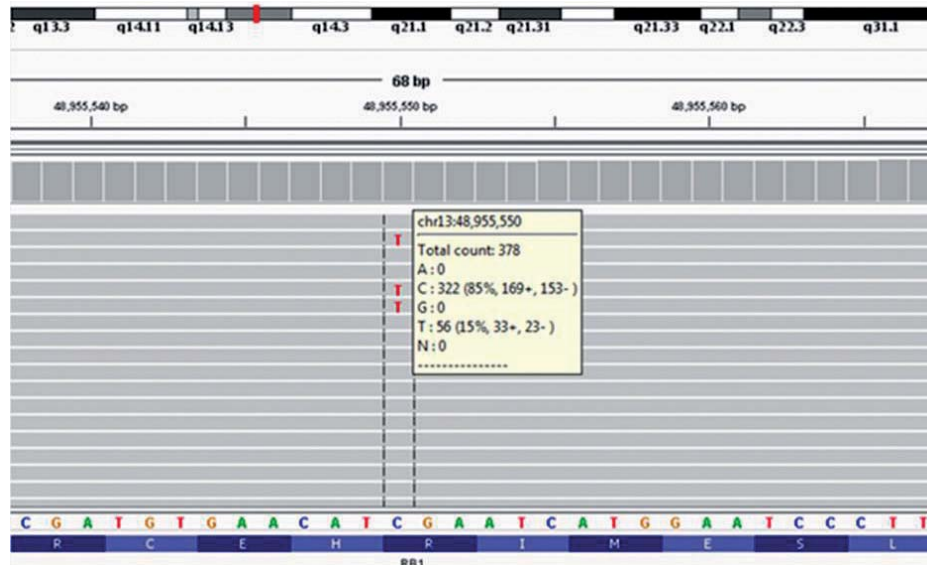 q13.3 q14.11 q14.13 q14.3 q21.1 q21.2 q21.31 q21.33 q22.1 q22.3 q31.1
68 bp
48,955,540 bp 48,955,550 bp 48,955,560 bp
chr13:48,955,550
T
Total count: 378
A : 0
T
C : 322 (85%, 169+, 153- )
T
G : 0
T : 56 (15%, 33+, 23- )
N : 0
---------------
C G A T G T G A A C A T C G A A T C A T G G A A T C C C T T
R C E H R I M E S L
RB1